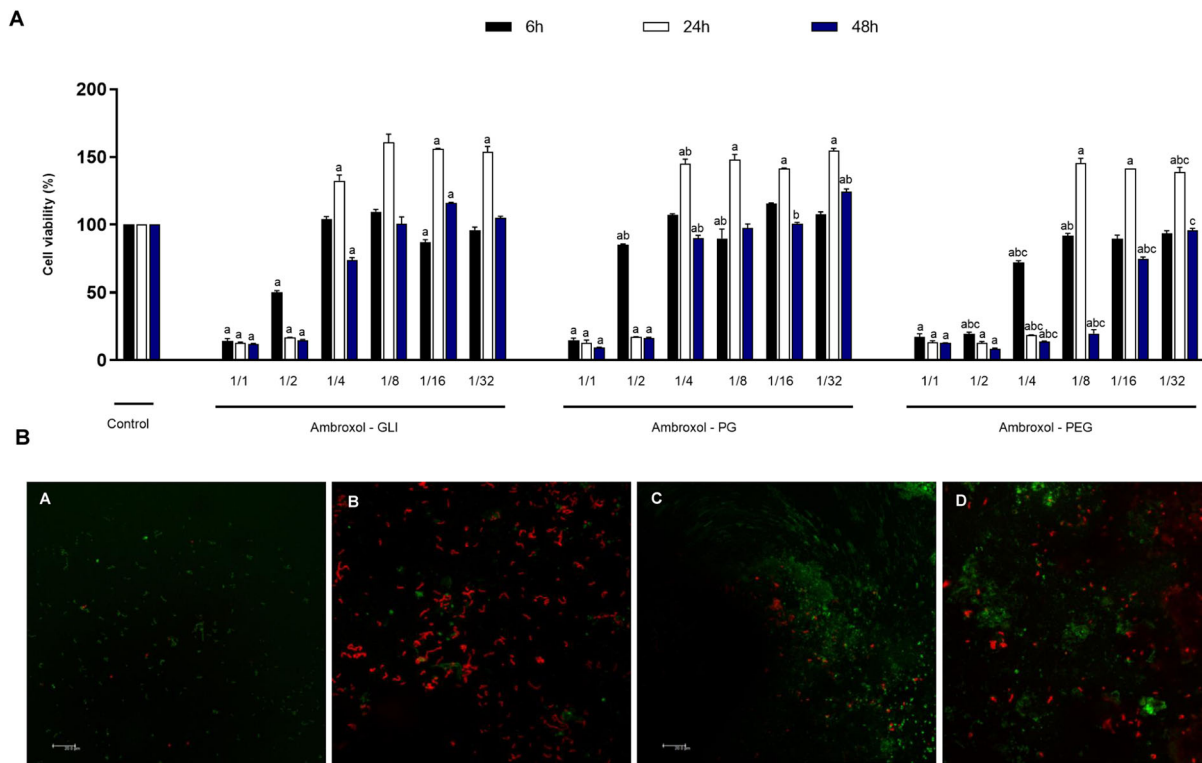 A
6h 24h 48h
200
150
100
50
0
Cell viability (%)
a a a a a a a a a a a a a
a a a ab a a ab ab ab a a b a ab
a a a abc a abc abc abc abc ab a abc a abc abc c
1/1 1/2 1/4 1/8 1/16 1/32 1/1 1/2 1/4 1/8 1/16 1/32 1/1 1/2 1/4 1/8 1/16 1/32
Control Ambroxol - GLI Ambroxol - PG Ambroxol - PEG
B
A B C D